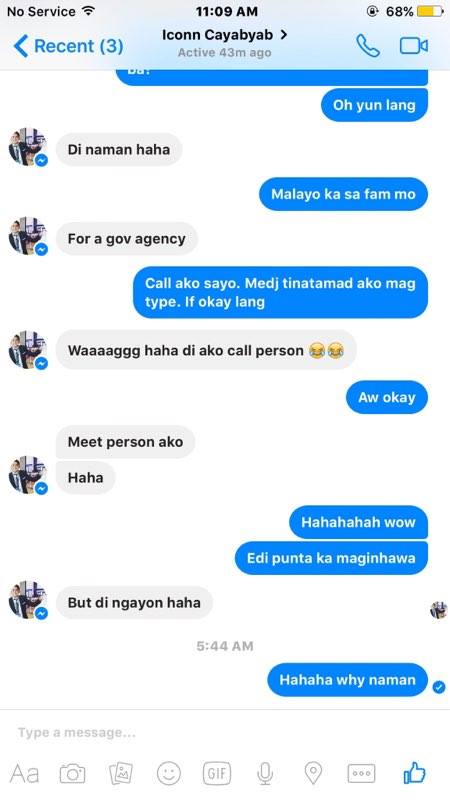 No Service 11:09 AM 68%
Recent (3) Iconn Cayabyab >
Active 43m ago
ba?
Oh yun lang
Di naman haha
Malayo ka sa fam mo
For a gov agency
Call ako sayo. Medj tinatamad ako mag
type. If okay lang
Waaaaggg haha di ako call person 😂😂
Aw okay
Meet person ako
Haha
Hahahahah wow
Edi punta ka maginhawa
But di ngayon haha
5:44 AM
Hahaha why naman
Type a message...
Aa GIF